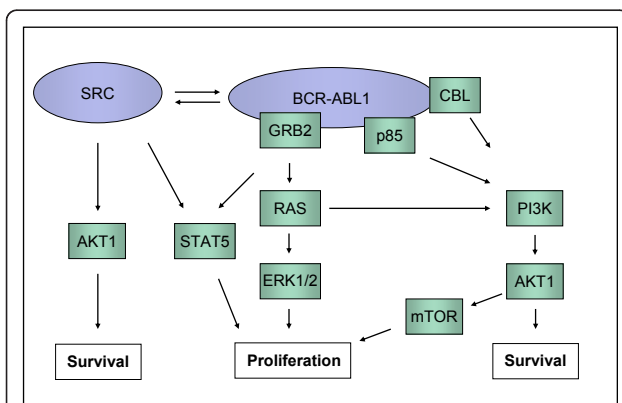 SRC
BCR-ABL1
CBL
GRB2
p85
AKT1
STAT5
RAS
PI3K
ERK1/2
AKT1
mTOR
Survival
Proliferation
Survival